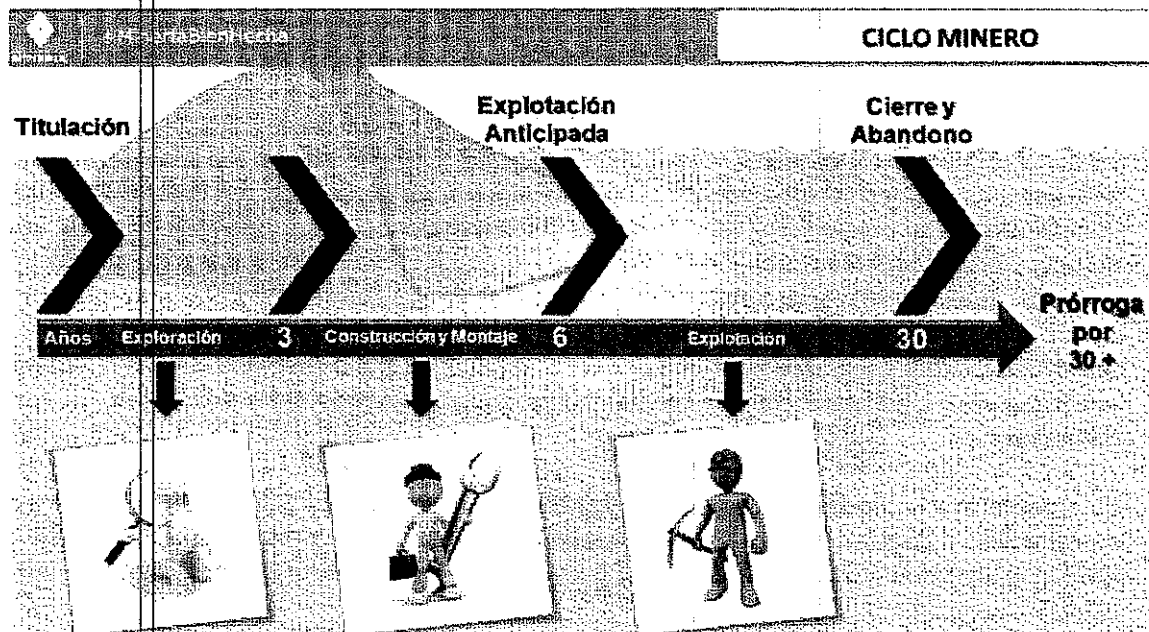 CICLO MINERO
Titulación
Explotación
Anticipada
Cierre y
Abandono
Años Exploración 3 Construcción y Montaje 6 Explotación 30
Prórroga
por
30 +